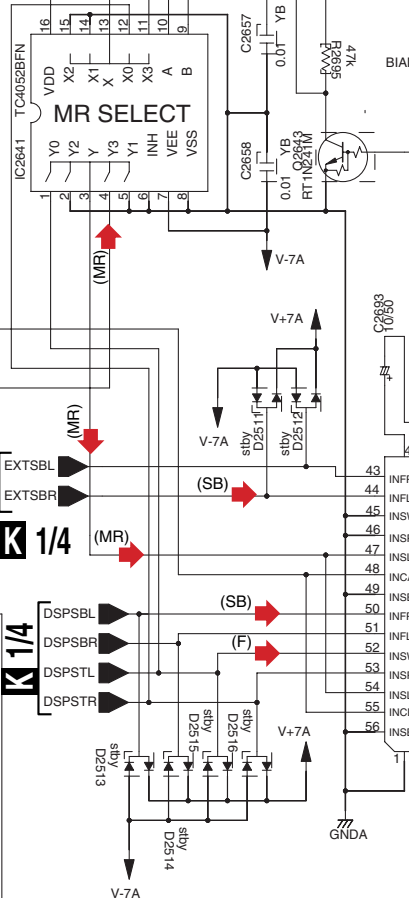 16
15
14
13
12
11
10
9
TC4052BFN
IC2641
VDD
X2
X1
X
X0
X3
A
B
MR SELECT
Y0
Y2
Y
Y3
Y1
INH
VEE
VSS
1
2
3
4
5
6
7
8
C2657
YB
0.01
C2658
YB
0.01
47k
R2695
BIA
Q2643
RT1N241M
(MR)
V-7A
V+7A
C2693
10/50
+
V-7A
stby
D2511
stby
D2512
(MR)
EXTSBL
EXTSBR
(SB)
K 1/4
(MR)
43
44
45
46
47
48
49
50
51
52
53
54
55
56
INFL
INSL
INSL
1
DSPSBL
DSPSBR
DSPSTL
DSPSTR
K 1/4
(SB)
(F)
stby
D2513
stby
D2514
stby
D2515
stby
D2516
V+7A
V-7A
GNDA